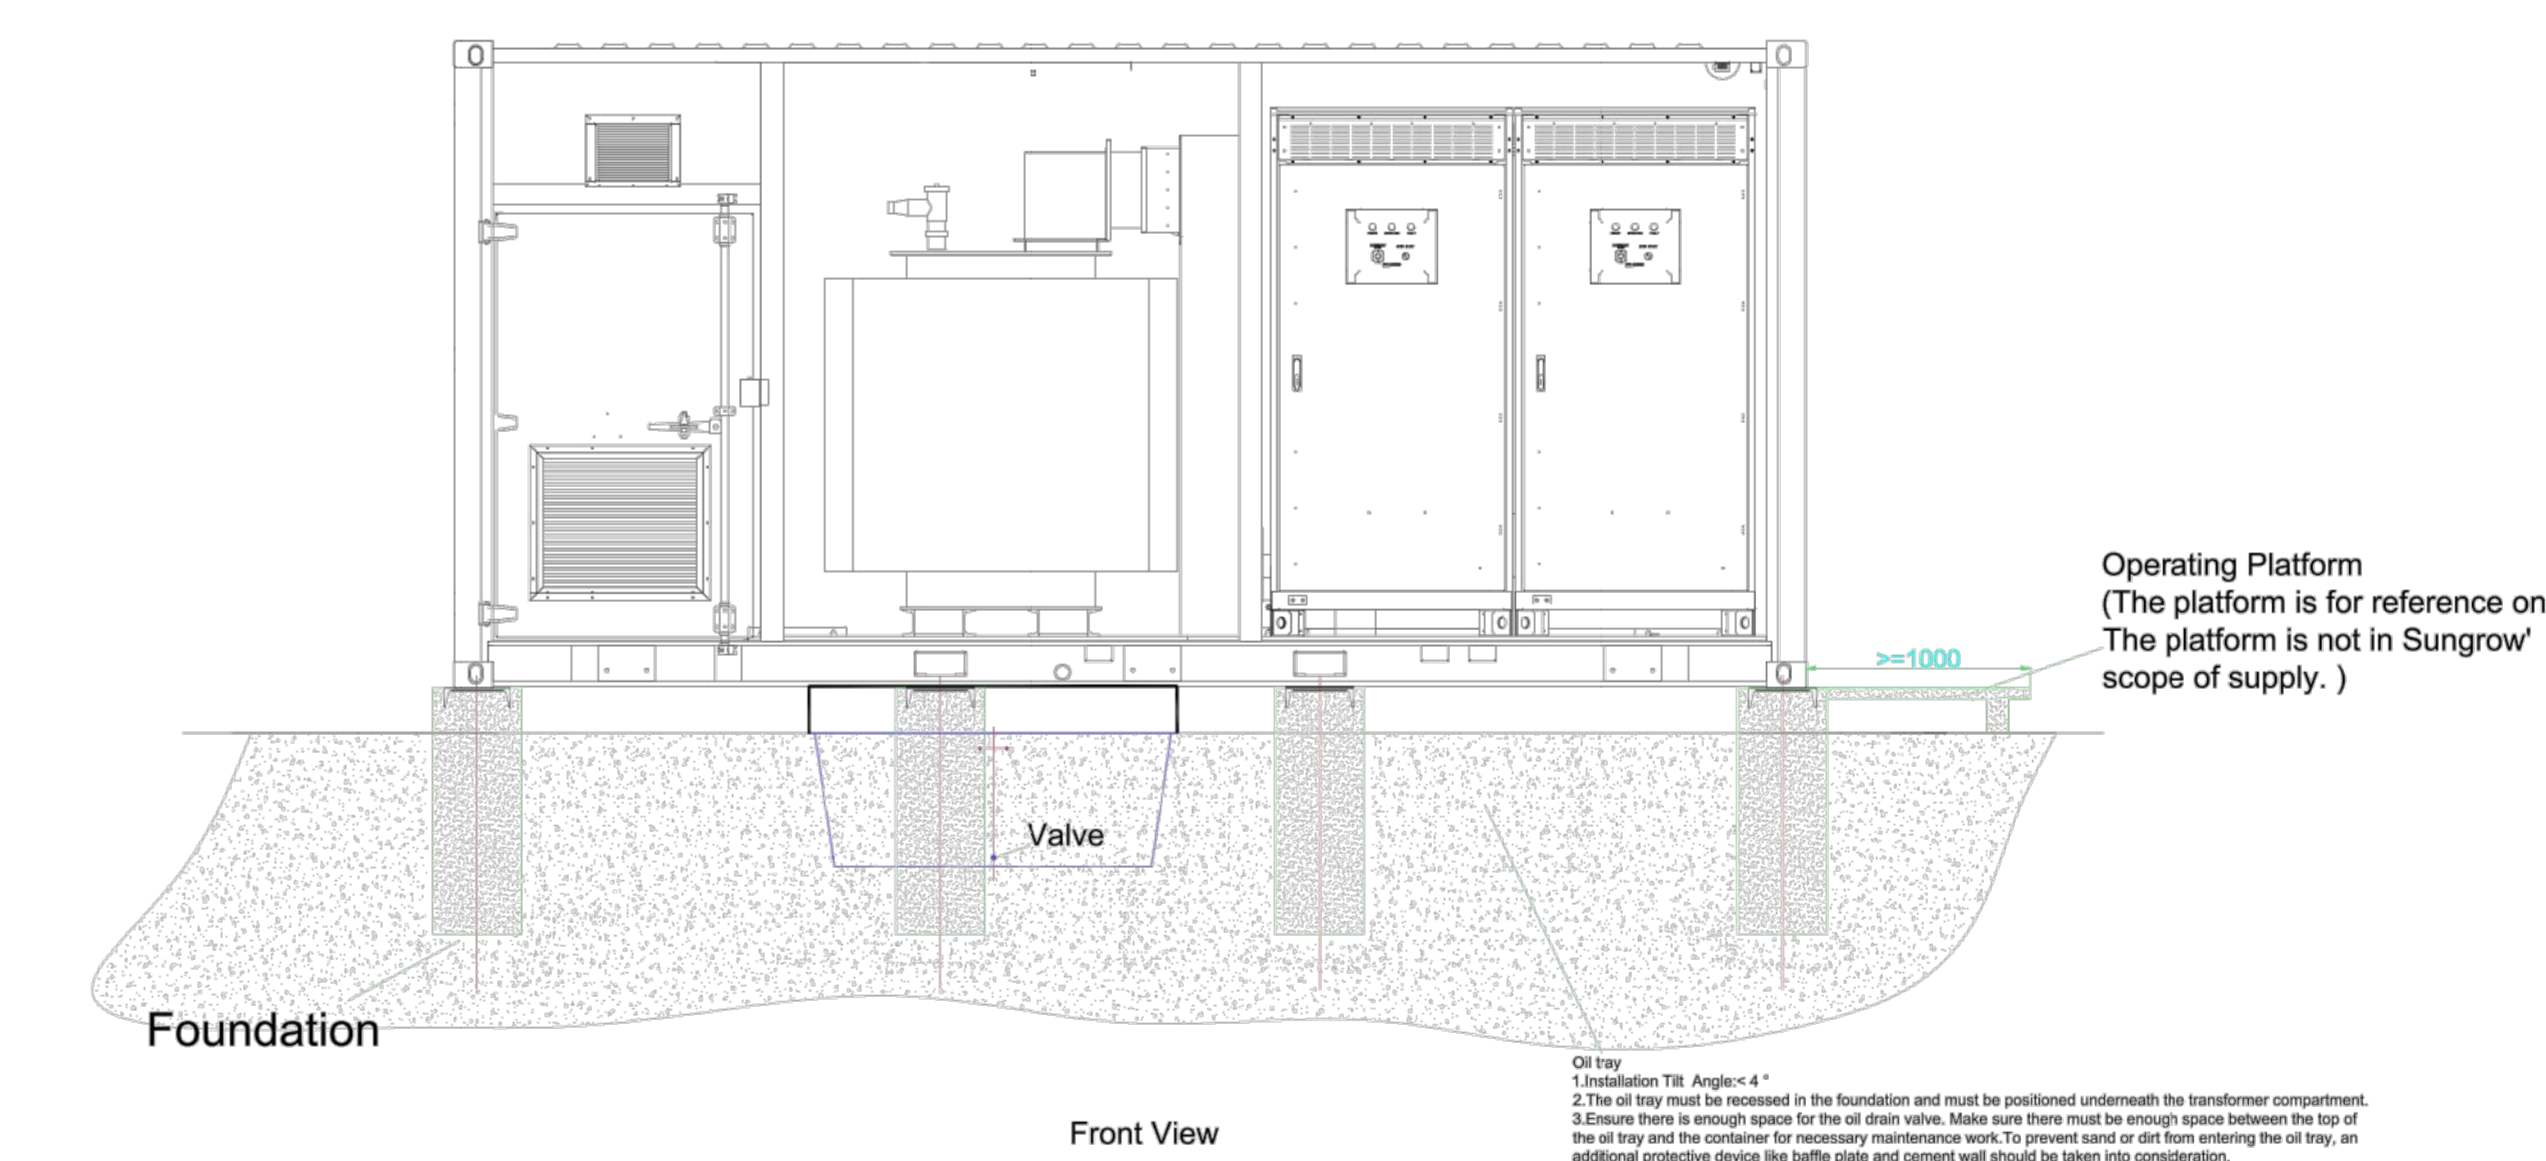 Operating Platform
(The platform is for reference on
The platform is not in Sungrow'
scope of supply. )
>=1000
Valve
Foundation
Oil tray
1.Installation Tilt Angle:< 4 °
2.The oil tray must be recessed in the foundation and must be positioned underneath the transformer compartment.
3.Ensure there is enough space for the oil drain valve. Make sure there must be enough space between the top of
the oil tray and the container for necessary maintenance work.To prevent sand or dirt from entering the oil tray, an
additional protective device like baffle plate and cement wall should be taken into consideration.
Front View